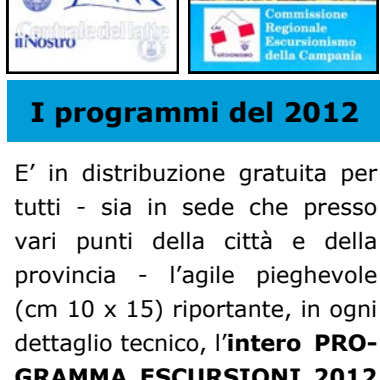 Centrale del latte
il Nostro
Commissione
Regionale
Escursionismo
della Campania
I programmi del 2012
E’ in distribuzione gratuita per
tutti - sia in sede che presso
vari punti della città e della
provincia - l’agile pieghevole
(cm 10 x 15) riportante, in ogni
dettaglio tecnico, l’intero PRO-
GRAMMA ESCURSIONI 2012